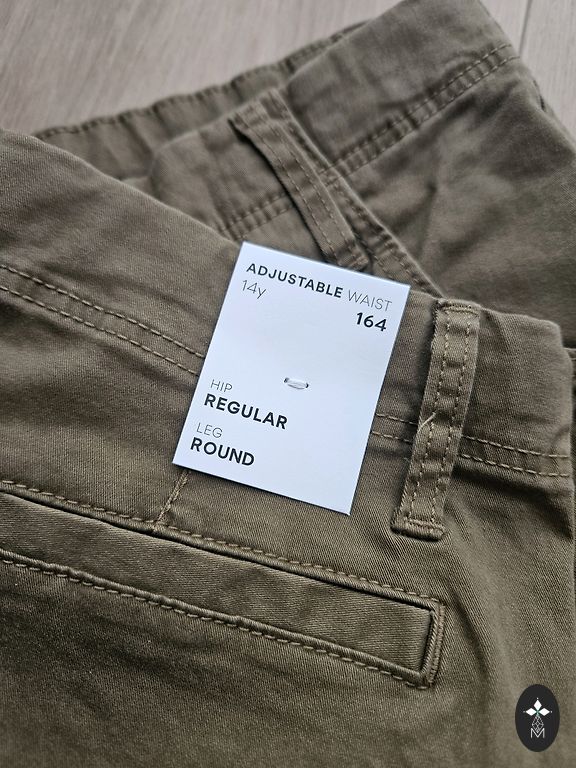 ADJUSTABLE WAIST
14y
164
HIP
REGULAR
LEG
ROUND
M